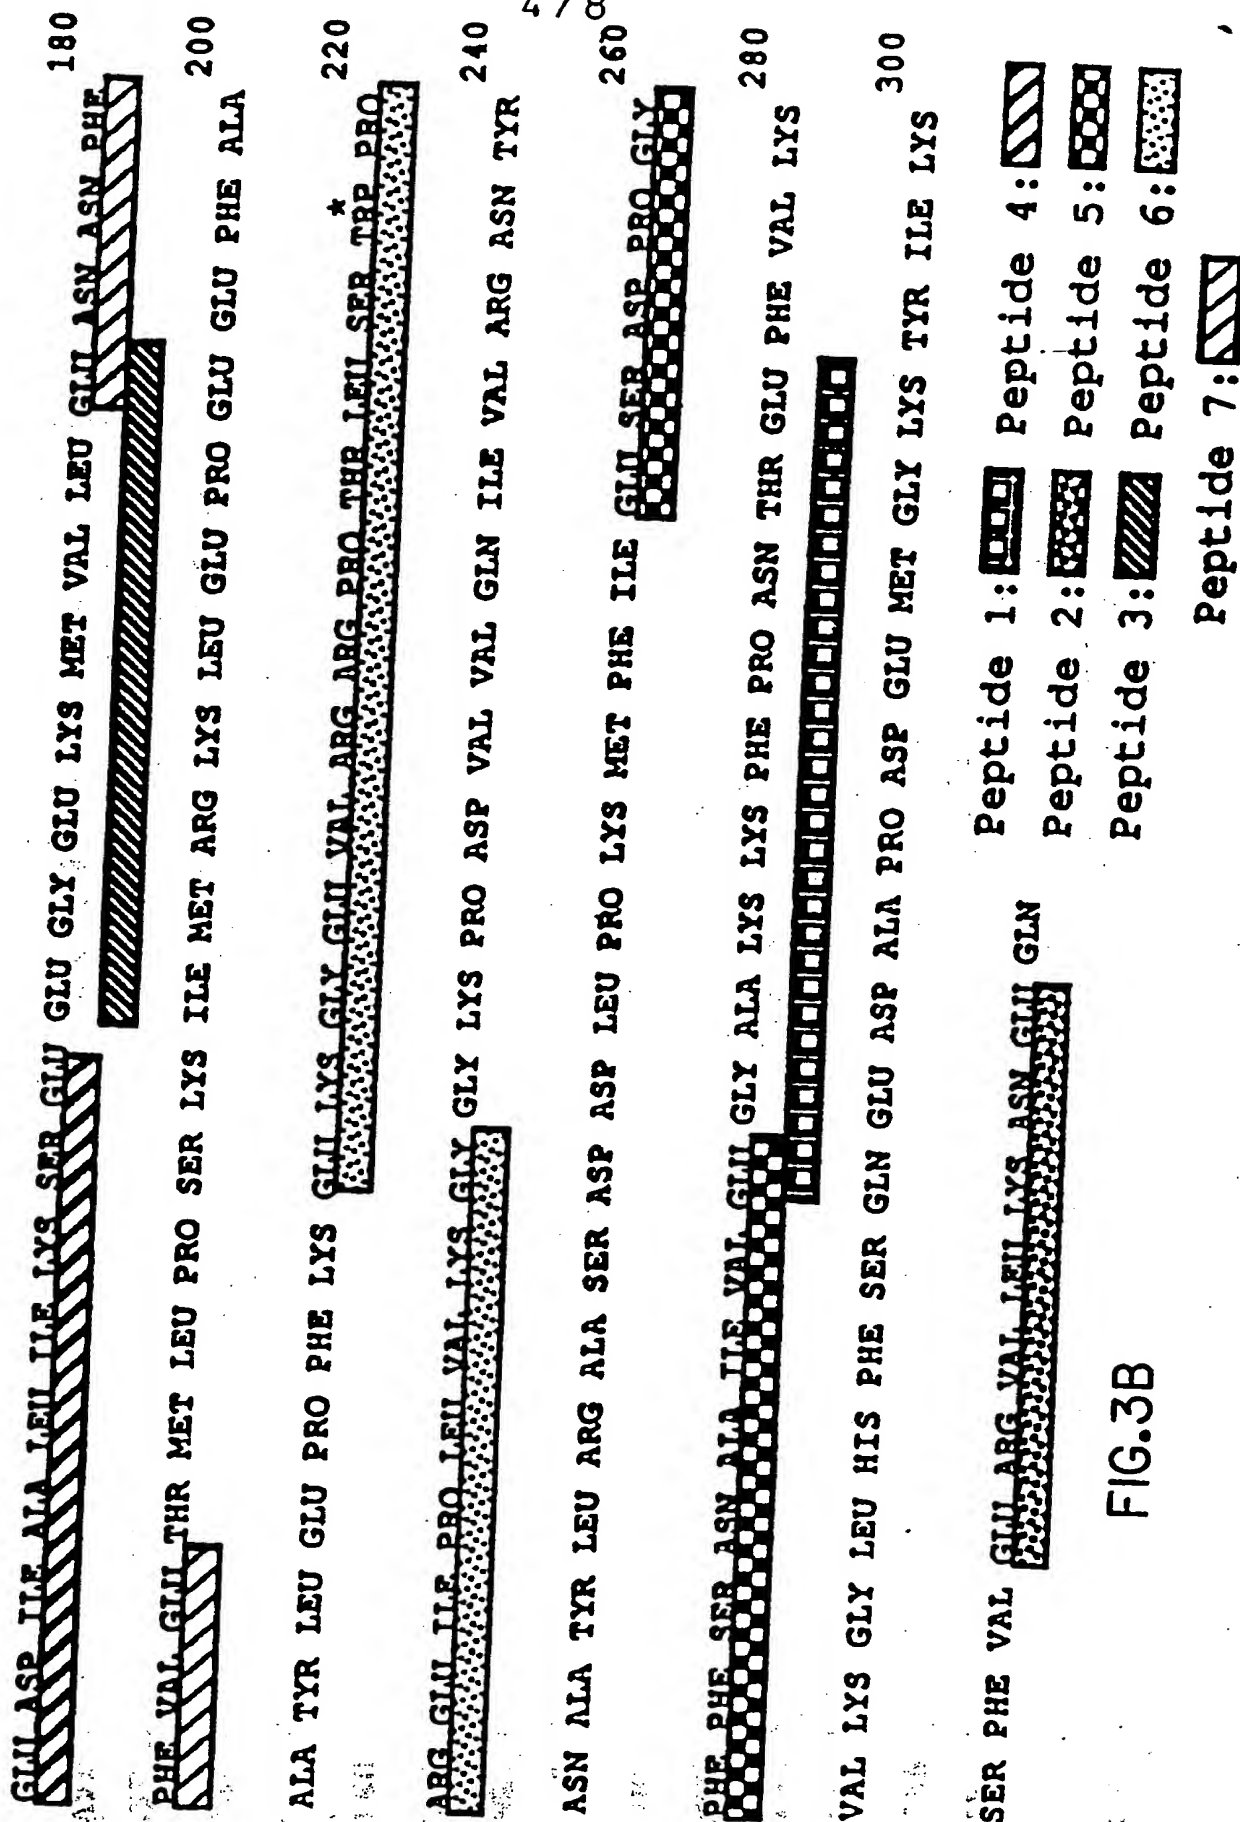 478
GLU ASP ILE ALA LEU ILE LYS SER GLU GLU GLY GLU LYS MET VAL LEU GLU ASN ASN PHE 180
PHE VAL GLU THR MET LEU PRO SER LYS ILE MET ARG LYS LEU GLU PRO GLU GLU PHE ALA 200
*
ALA TYR LEU GLU PRO PHE LYS GLU LYS GLY GLU VAL ARG ARG PRO THR LEU SER TRP PRO 220
ARG GLU ILE PRO LEU VAL LYS GLY GLY LYS PRO ASP VAL VAL GLN ILE VAL ARG ASN TYR 240
ASN ALA TYR LEU ARG ALA SER ASP ASP LEU PRO LYS MET PHE ILE GLU SER ASP PRO GLY 260
PHE PHE SER ASN ALA ILE VAL GLU GLY ALA LYS LYS PHE PRO ASN THR GLU PHE VAL LYS 280
VAL LYS GLY LEU HIS PHE SER GLN GLU ASP ALA PRO ASP GLU MET GLY LYS TYR ILE LYS 300
SER PHE VAL GLU ARG VAL LEU LYS ASN GLU GLN
Peptide 1: Peptide 4:
Peptide 2: Peptide 5:
Peptide 3: Peptide 6:
Peptide 7:
FIG.3B